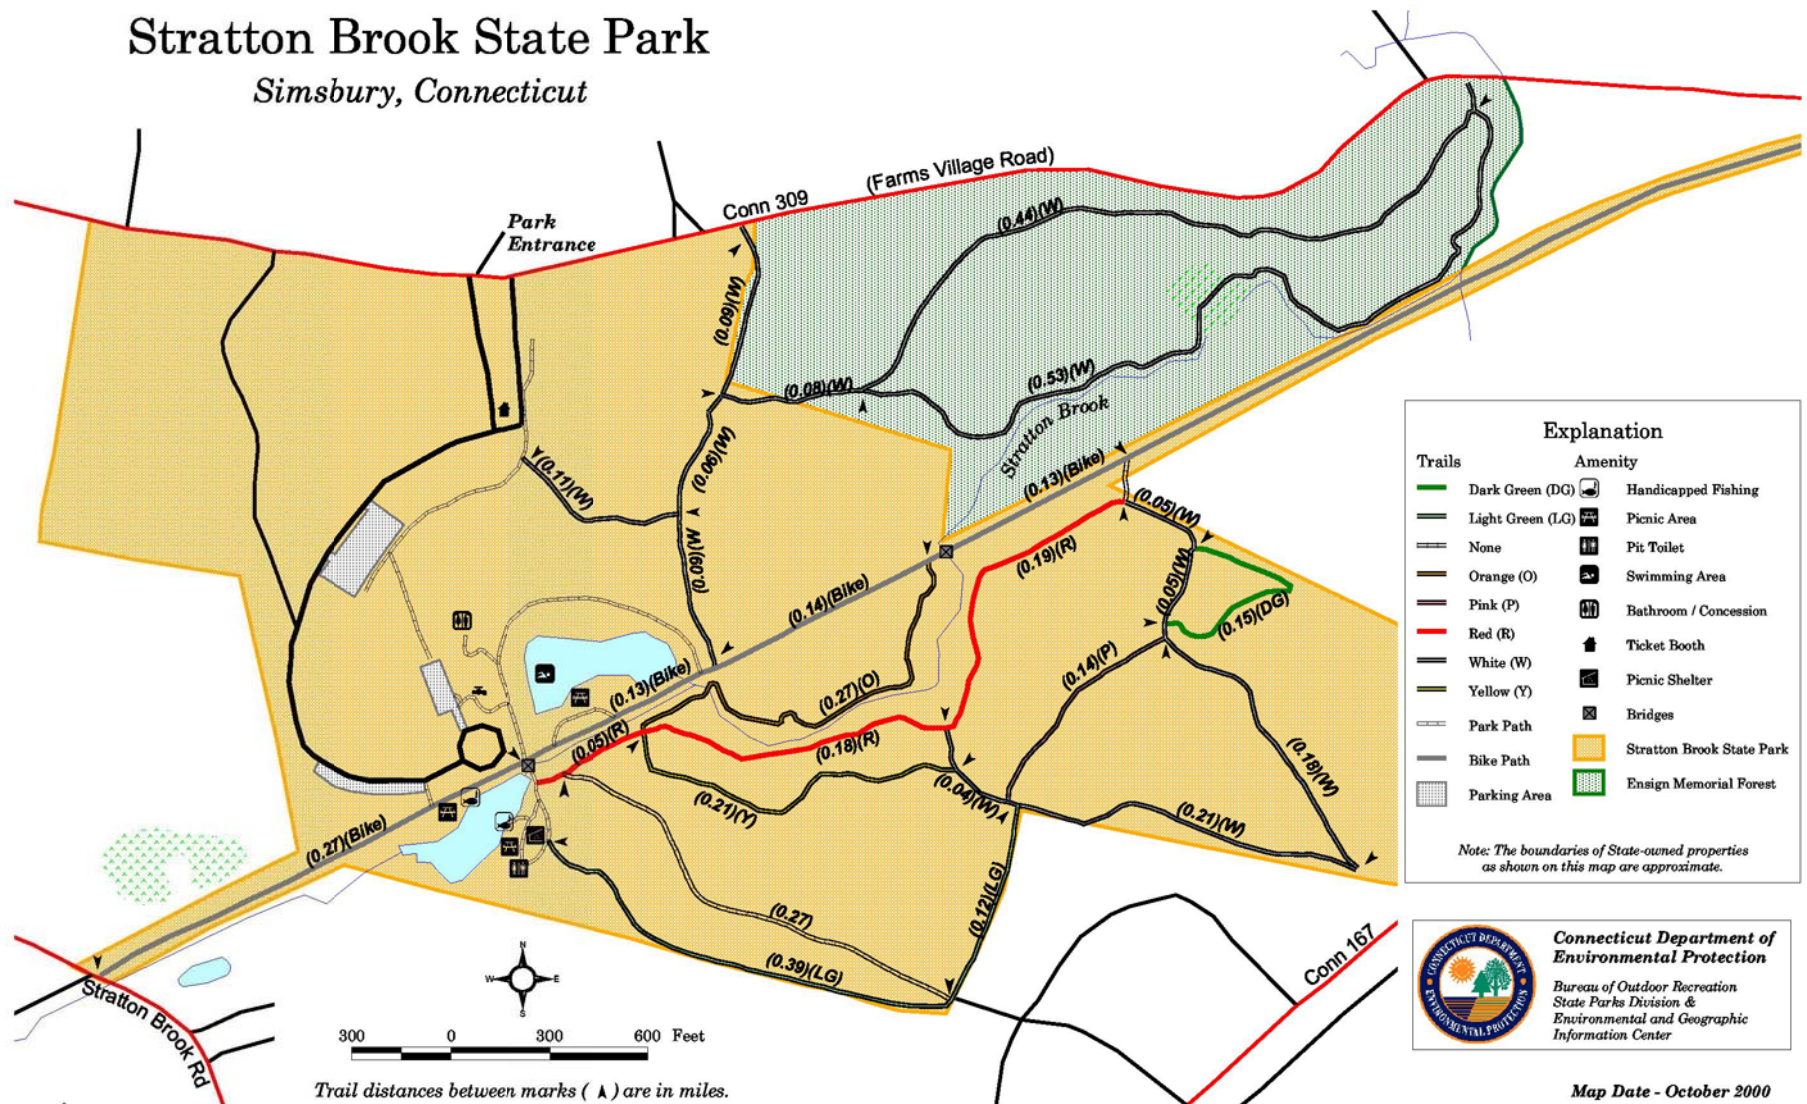 Stratton Brook State Park
Simsbury, Connecticut
Park
Entrance
Conn 309
(Farms Village Road)
(0.44)(W)
(0.09)(W)
(0.08)(W)
(0.53)(W)
Stratton Brook
(0.06)(W)
(0.11)(W)
(0.09)(W)
(0.13)(Bike)
(0.05)(W)
(0.19)(R)
(0.05)(W)
(0.15)(DG)
(0.14)(Bike)
(0.14)(P)
(0.27)(O)
(0.13)(Bike)
(0.05)(R)
(0.18)(R)
(0.18)(W)
(0.21)(Y)
(0.04)(W)
(0.21)(W)
(0.27)(Bike)
(0.12)(LG)
(0.27)
(0.39)(LG)
Stratton Brook Rd
Conn 167
N
W E
S
300 0 300 600 Feet
Trail distances between marks ( ) are in miles.
Explanation
Trails Amenity
Dark Green (DG) Handicapped Fishing
Light Green (LG) Picnic Area
None Pit Toilet
Orange (O) Swimming Area
Pink (P) Bathroom / Concession
Red (R) Ticket Booth
White (W) Picnic Shelter
Yellow (Y) Bridges
Park Path
Stratton Brook State Park
Bike Path
Ensign Memorial Forest
Parking Area
Note: The boundaries of State-owned properties
as shown on this map are approximate.
CONNECTICUT DEPARTMENT
ENVIRONMENTAL PROTECTION
Connecticut Department of
Environmental Protection
Bureau of Outdoor Recreation
State Parks Division &
Environmental and Geographic
Information Center
Map Date - October 2000